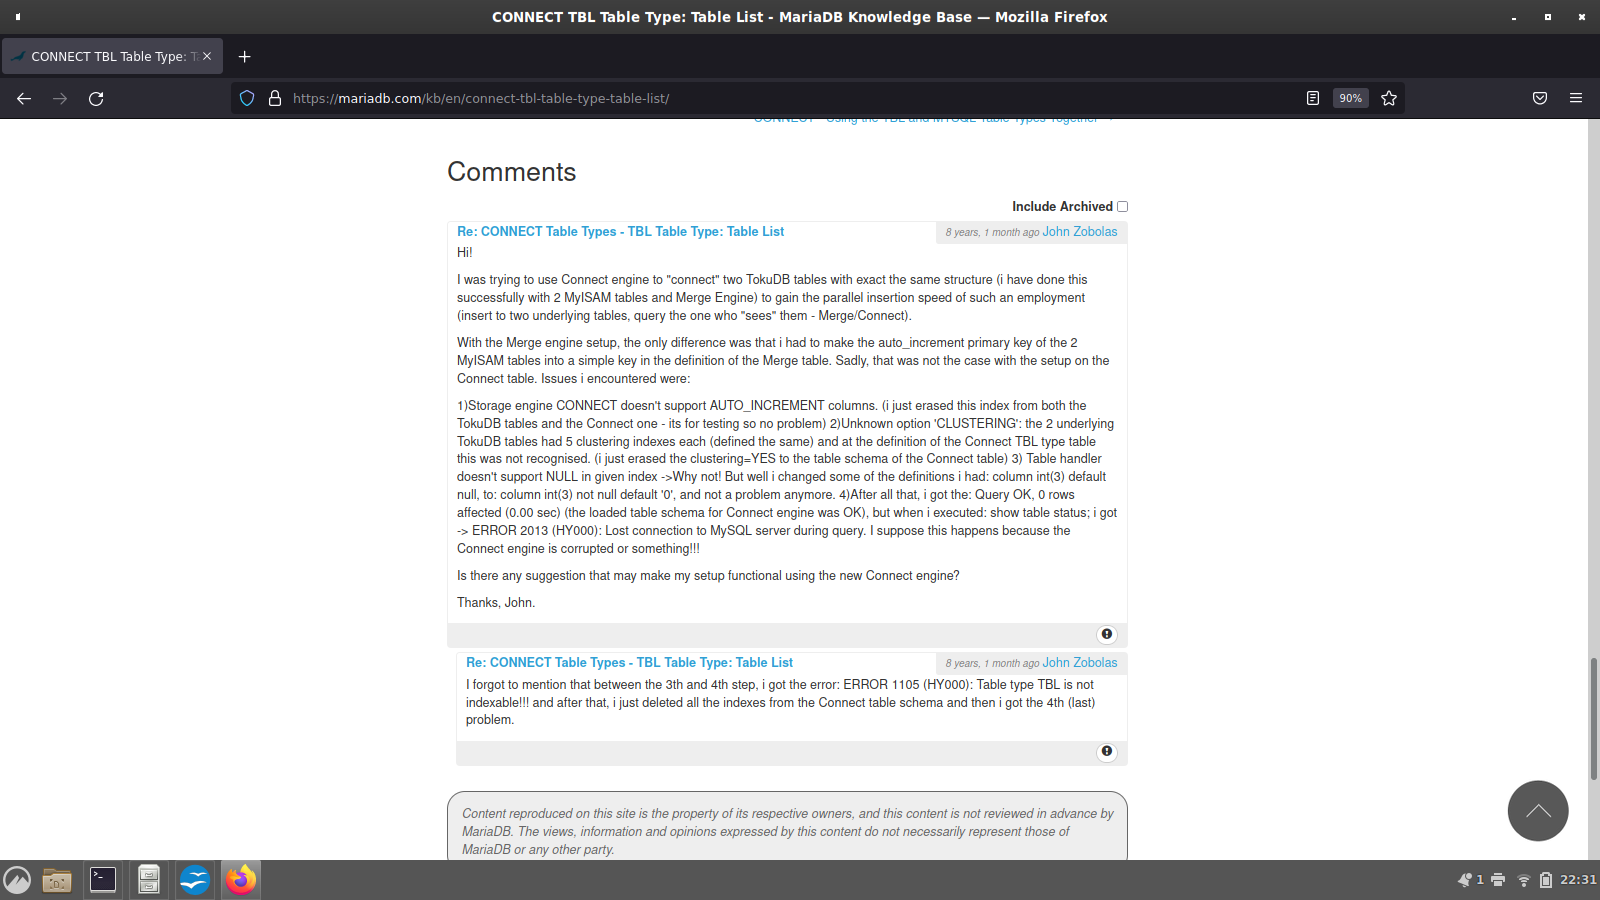 CONNECT TBL Table Type: Table List - MariaDB Knowledge Base — Mozilla Firefox
CONNECT TBL Table Type: Ta
https://mariadb.com/kb/en/connect-tbl-table-type-table-list/
90%
CONNECT - Using the TBL and MYSQL Table Types Together
Comments
Include Archived
Re: CONNECT Table Types - TBL Table Type: Table List
8 years, 1 month ago John Zobolas
Hi!
I was trying to use Connect engine to "connect" two TokuDB tables with exact the same structure (i have done this
successfully with 2 MyISAM tables and Merge Engine) to gain the parallel insertion speed of such an employment
(insert to two underlying tables, query the one who "sees" them - Merge/Connect).
With the Merge engine setup, the only difference was that i had to make the auto_increment primary key of the 2
MyISAM tables into a simple key in the definition of the Merge table. Sadly, that was not the case with the setup on the
Connect table. Issues i encountered were:
1)Storage engine CONNECT doesn't support AUTO_INCREMENT columns. (i just erased this index from both the
TokuDB tables and the Connect one - its for testing so no problem) 2)Unknown option 'CLUSTERING': the 2 underlying
TokuDB tables had 5 clustering indexes each (defined the same) and at the definition of the Connect TBL type table
this was not recognised. (i just erased the clustering=YES to the table schema of the Connect table) 3) Table handler
doesn't support NULL in given index ->Why not! But well i changed some of the definitions i had: column int(3) default
null, to: column int(3) not null default '0', and not a problem anymore. 4)After all that, i got the: Query OK, 0 rows
affected (0.00 sec) (the loaded table schema for Connect engine was OK), but when i executed: show table status; i got
-> ERROR 2013 (HY000): Lost connection to MySQL server during query. I suppose this happens because the
Connect engine is corrupted or something!!!
Is there any suggestion that may make my setup functional using the new Connect engine?
Thanks, John.
Re: CONNECT Table Types - TBL Table Type: Table List
8 years, 1 month ago John Zobolas
I forgot to mention that between the 3th and 4th step, i got the error: ERROR 1105 (HY000): Table type TBL is not
indexable!!! and after that, i just deleted all the indexes from the Connect table schema and then i got the 4th (last)
problem.
Content reproduced on this site is the property of its respective owners, and this content is not reviewed in advance by
MariaDB. The views, information and opinions expressed by this content do not necessarily represent those of
MariaDB or any other party.
1
22:31